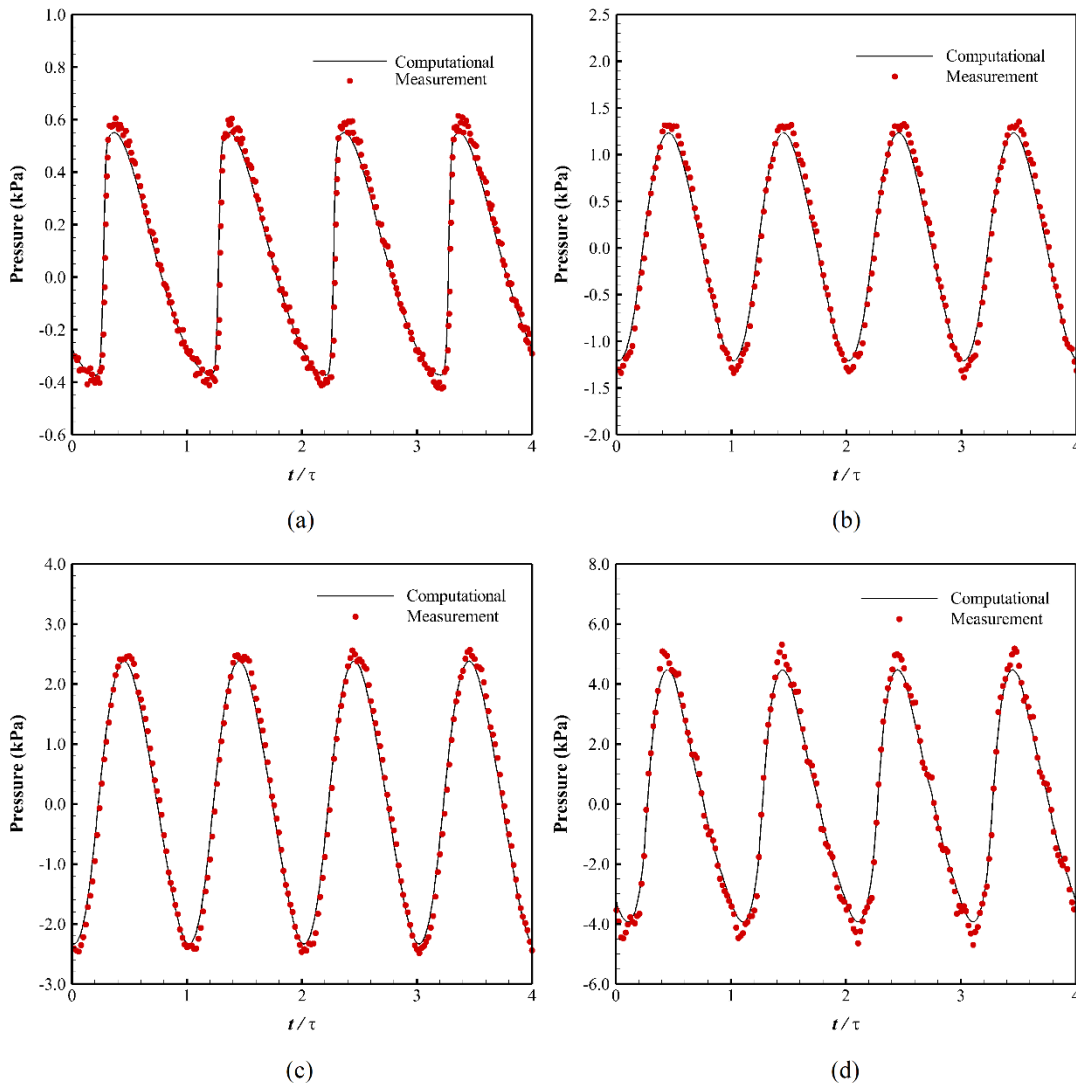 1.0
0.8
0.6
0.4
0.2
0.0
-0.2
-0.4
-0.6
Pressure (kPa)
Computational
Measurement
0 1 2 3 4
t / τ
(a)
2.5
2.0
1.5
1.0
0.5
0.0
-0.5
-1.0
-1.5
-2.0
Pressure (kPa)
Computational
Measurement
0 1 2 3 4
t / τ
(b)
4.0
3.0
2.0
1.0
0.0
-1.0
-2.0
-3.0
Pressure (kPa)
Computational
Measurement
0 1 2 3 4
t / τ
(c)
8.0
6.0
4.0
2.0
0.0
-2.0
-4.0
-6.0
Pressure (kPa)
Computational
Measurement
0 1 2 3 4
t / τ
(d)